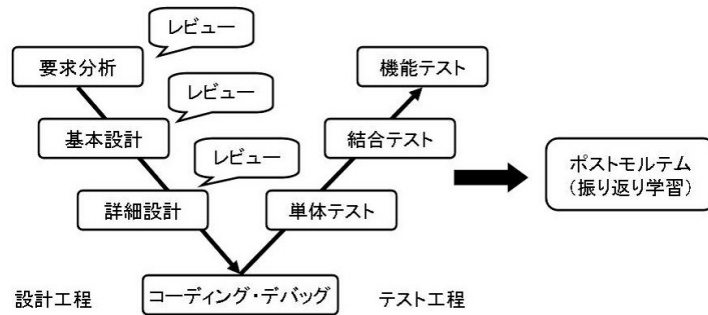 レビュー
要求分析
機能テスト
レビュー
基本設計
結合テスト
レビュー
ポストモルテム
(振り返り学習)
詳細設計
単体テスト
設計工程
コーディング・デバッグ
テスト工程